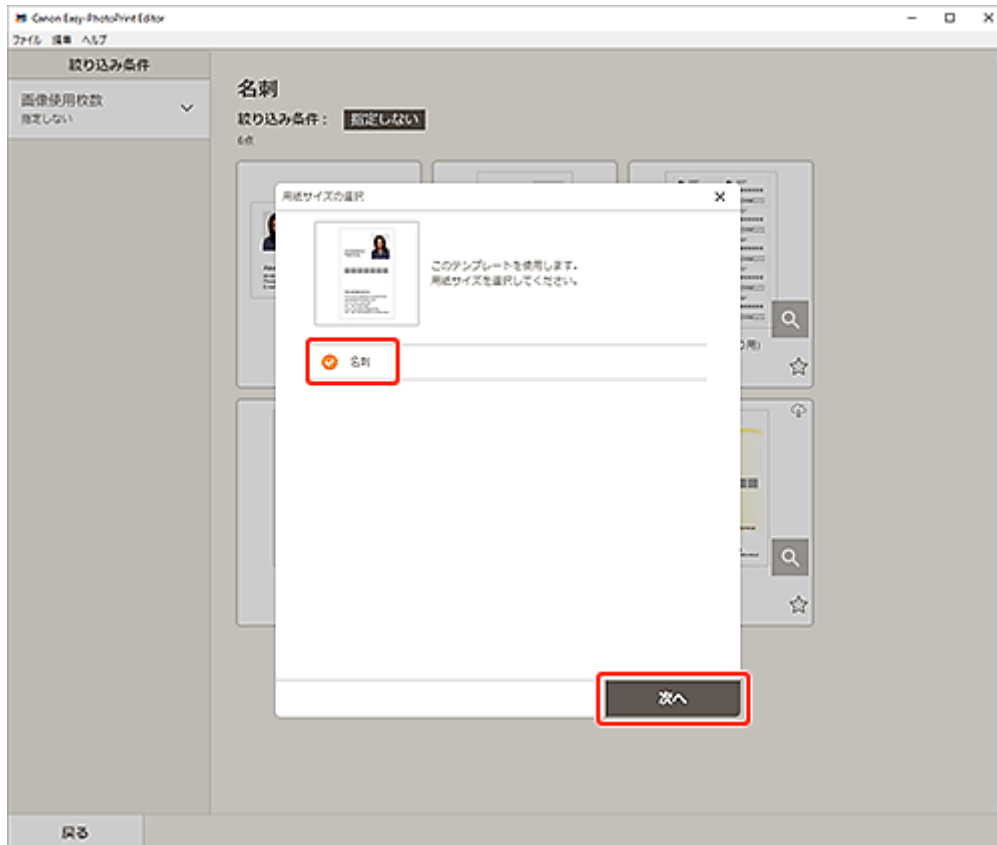 Canon Easy-PhotoPrint Editor
ファイル 編集 ヘルプ
絞り込み条件
画像使用枚数
指定しない
名刺
絞り込み条件： 指定しない
6点
用紙サイズの選択
このテンプレートを使用します。
用紙サイズを選択してください。
名刺
用)
次へ
戻る